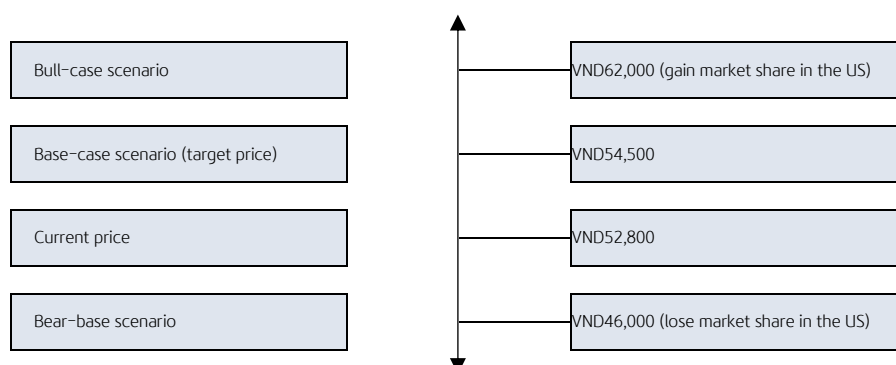 Bull-case scenario
VND62,000 (gain market share in the US)
Base-case scenario (target price)
VND54,500
Current price
VND52,800
Bear-base scenario
VND46,000 (lose market share in the US)